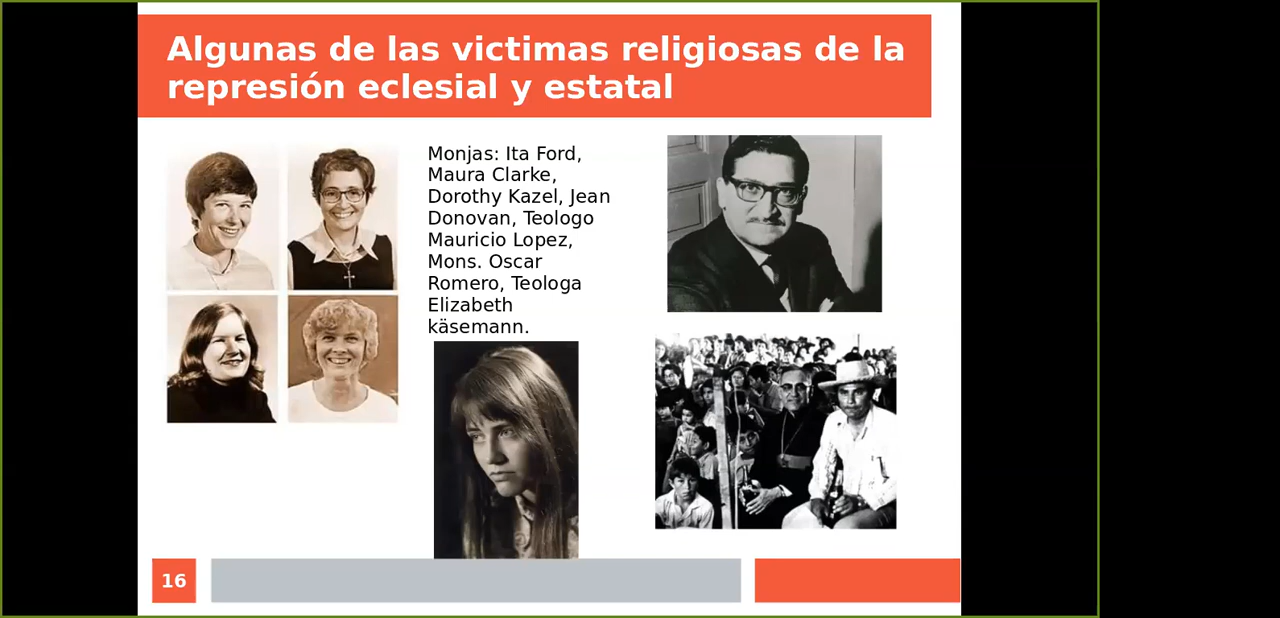 Algunas de las victimas religiosas de la
represión eclesial y estatal
Monjas: Ita Ford,
Maura Clarke,
Dorothy Kazel, Jean
Donovan, Teologo
Mauricio Lopez,
Mons. Oscar
Romero, Teologa
Elizabeth
käsemann.
16